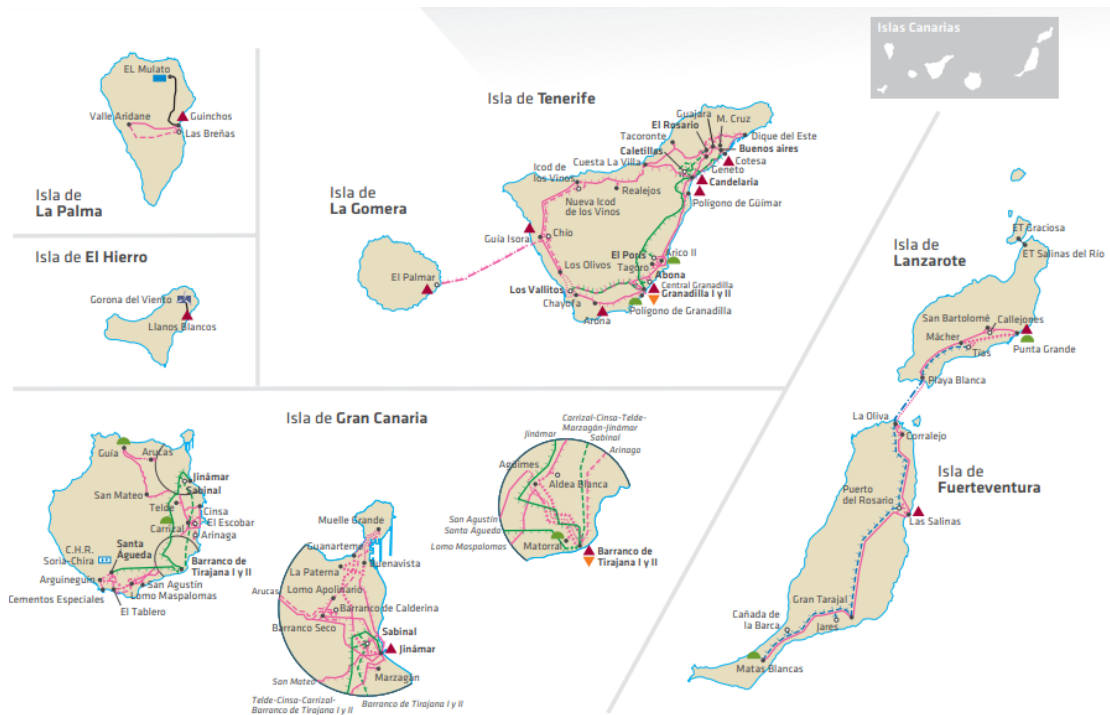 Islas Canarias
EL Mulato
Valle Aridane
Guinchos
Las Breñas
Isla de
La Palma
Isla de El Hierro
Gorona del Viento
Llanos Blancos
Isla de
La Gomera
El Palmar
Isla de Tenerife
Guajara
M. Cruz
El Rosario
Dique del Este
Tacoronte
Buenos aires
Caletillas
Cotesa
Cuesta La Villa
Geneto
Icod de
los Vinos
Candelaria
Realejos
Nueva Icod
de los Vinos
Polígono de Güímar
Guía Isora
Chío
El Porís
Arico II
Tagoro
Los Olivos
Abona
Central Granadilla
Los Vallitos
Granadilla I y II
Chayofa
Polígono de Granadilla
Arona
Isla de
Lanzarote
ET Graciosa
ET Salinas del Río
San Bartolomé
Callejones
Mácher
Tías
Punta Grande
Playa Blanca
La Oliva
Corralejo
Isla de
Fuerteventura
Puerto
del Rosario
Las Salinas
Gran Tarajal
Cañada de
la Barca
Jares
Matas Blancas
Isla de Gran Canaria
Guía
Arucas
Jinámar
Sabinal
San Mateo
Telde
Cinsa
El Escobar
Carrizal
Arinaga
Santa
Águeda
C.H.R.
Soria-Chira
Barranco de
Tirajana I y II
Arguineguín
San Agustín
Lomo Maspalomas
Cementos Especiales
El Tablero
Muelle Grande
Guanarteme
Buenavista
La Paterna
Arucas
Lomo Apolinario
Barranco de Calderina
Barranco Seco
Sabinal
Jinámar
San Mateo
Marzagán
Telde-Cinsa-Carrizal-
Barranco de Tirajana I y II
Barranco de Tirajana I y II
Carrizal-Cinsa-Telde-
Marzagán-Jinámar
Jinámar
Sabinal
Arinaga
Agüimes
Aldea Blanca
San Agustín
Santa Águeda
Matorral
Lomo Maspalomas
Barranco de
Tirajana I y II